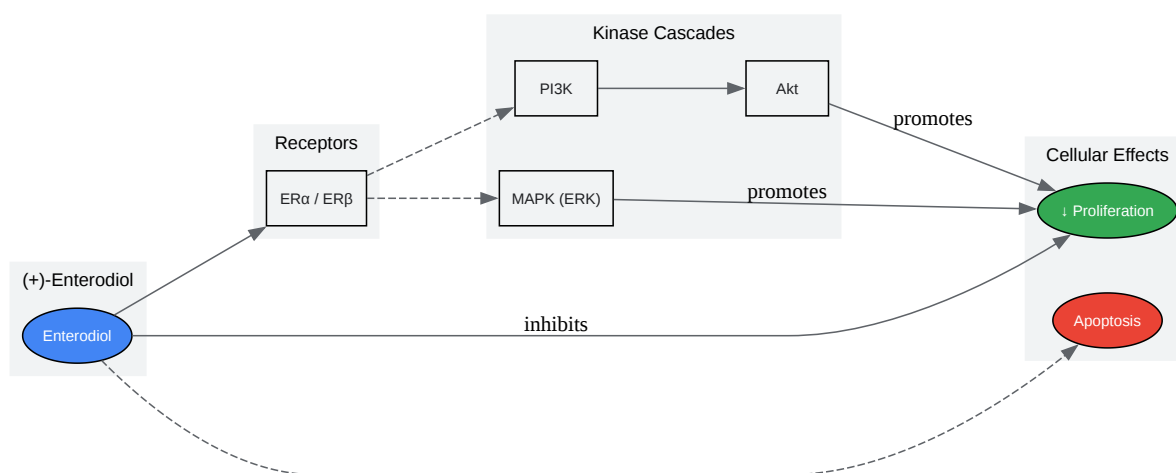 Kinase Cascades
PI3K
Akt
promotes
Receptors
Cellular Effects
ERα / ERβ
MAPK (ERK)
promotes
↓ Proliferation
(+)-Enterodiol
Enterodiol
inhibits
Apoptosis